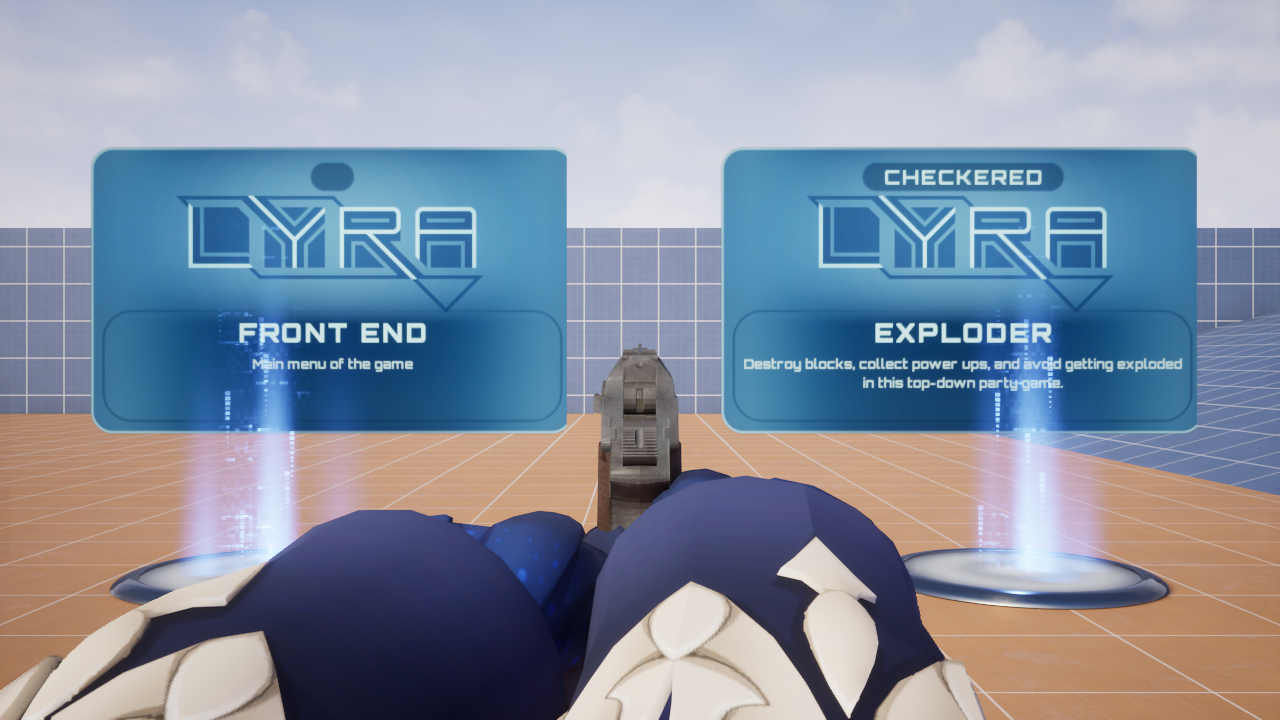 LYRA
FRONT END
Main menu of the game
CHECKERED
LYRA
EXPLODER
Destroy blocks, collect power ups, and avoid getting exploded
in this top-down party-game.